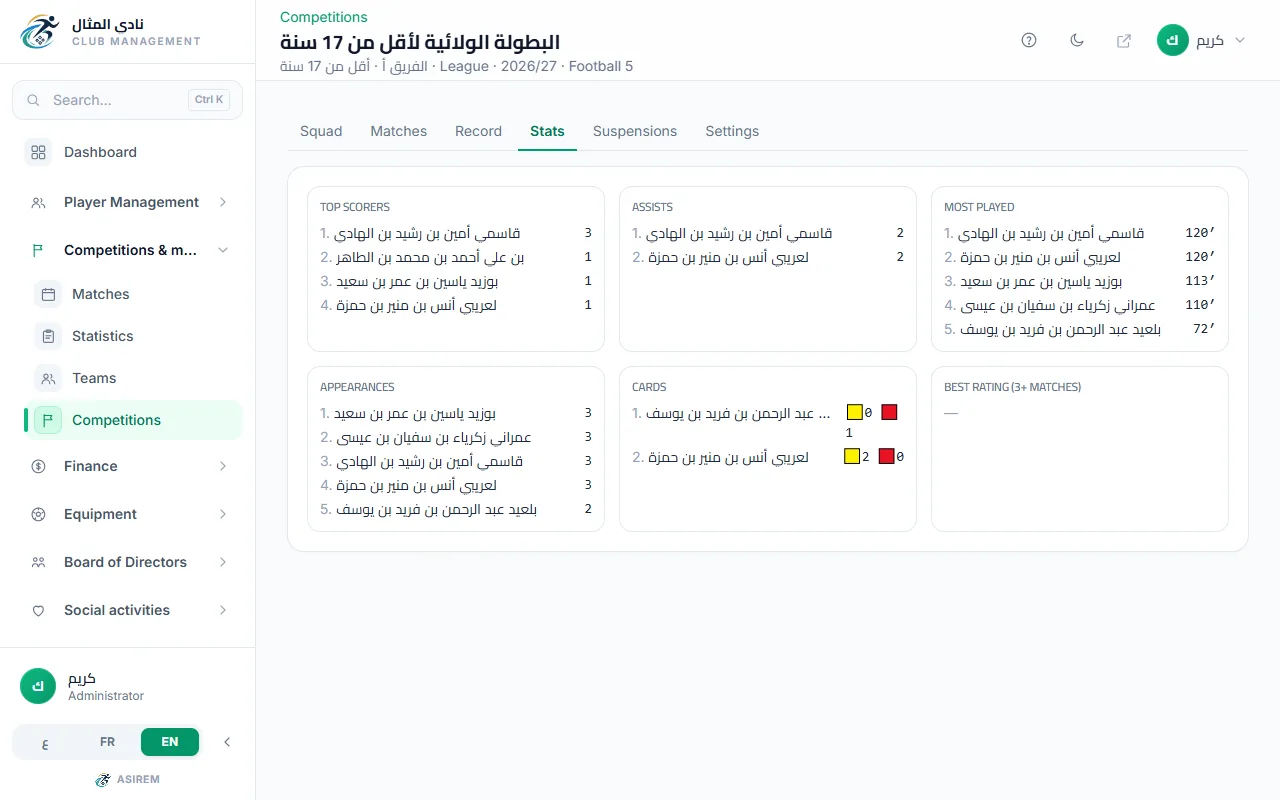 نادي المثال
CLUB MANAGEMENT
Search...
Ctrl K
Dashboard
Player Management
Competitions & m...
Matches
Statistics
Teams
Competitions
Finance
Equipment
Board of Directors
Social activities
كريم
Administrator
ع
FR
EN
ASIREM
Competitions
البطولة الولائية لأقل من 17 سنة
الفريق أ · أقل من 17 سنة · League · 2026/27 · Football 5
ك
كريم
Squad
Matches
Record
Stats
Suspensions
Settings
TOP SCORERS
1. قاسمي أمين بن رشيد بن الهادي 3
2. بن علي أحمد بن محمد بن الطاهر 1
3. بوزيد ياسين بن عمر بن سعيد 1
4. لعريبي أنس بن منير بن حمزة 1
ASSISTS
1. قاسمي أمين بن رشيد بن الهادي 2
2. لعريبي أنس بن منير بن حمزة 2
MOST PLAYED
1. قاسمي أمين بن رشيد بن الهادي 120′
2. لعريبي أنس بن منير بن حمزة 120′
3. بوزيد ياسين بن عمر بن سعيد 113′
4. عمراني زكرياء بن سفيان بن عيسى 110′
5. بلعيد عبد الرحمن بن فريد بن يوسف 72′
APPEARANCES
1. بوزيد ياسين بن عمر بن سعيد 3
2. عمراني زكرياء بن سفيان بن عيسى 3
3. قاسمي أمين بن رشيد بن الهادي 3
4. لعريبي أنس بن منير بن حمزة 3
5. بلعيد عبد الرحمن بن فريد بن يوسف 2
CARDS
1. عبد الرحمن بن فريد بن يوسف ... 0
1
2. لعريبي أنس بن منير بن حمزة 2 0
BEST RATING (3+ MATCHES)
—
ك